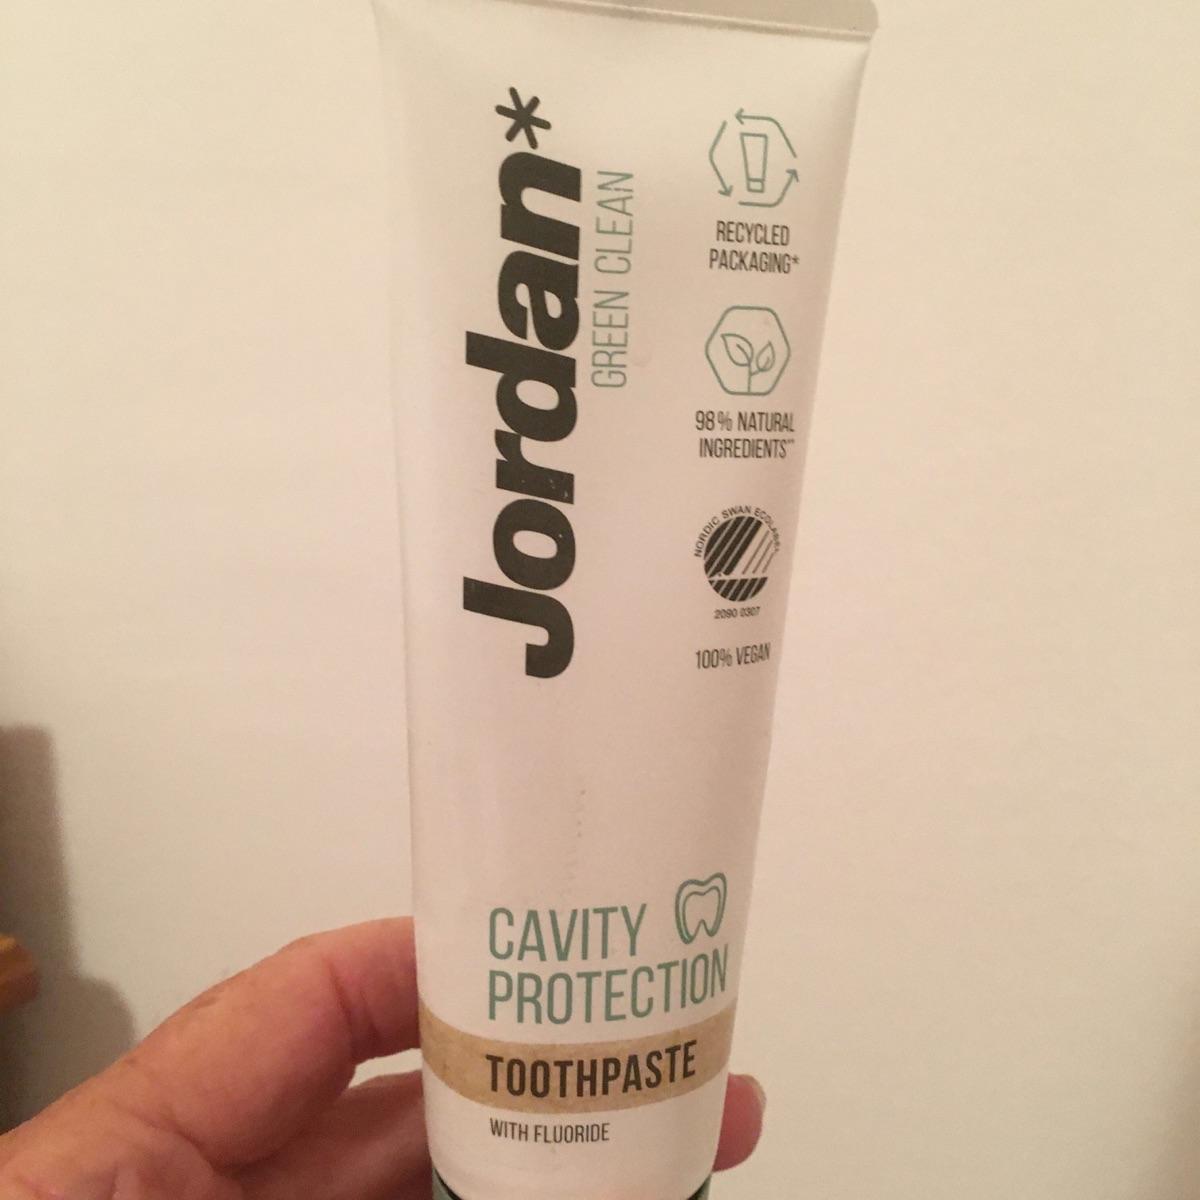 Jordan*
GREEN CLEAN
RECYCLED
PACKAGING*
98% NATURAL
INGREDIENTS**
NORDIC SWAN ECOLABEL
2090 0307
100% VEGAN
CAVITY
PROTECTION
TOOTHPASTE
WITH FLUORIDE